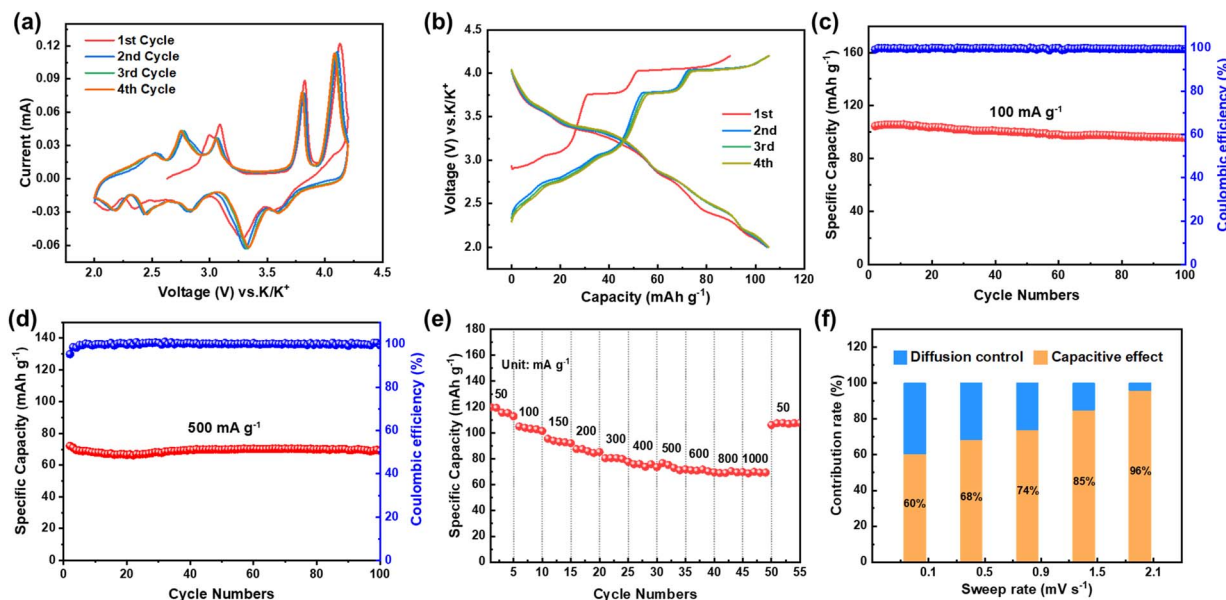 (a)
1st Cycle
2nd Cycle
3rd Cycle
4th Cycle
Current (mA)
0.12
0.09
0.06
0.03
0.00
-0.03
-0.06
2.0 2.5 3.0 3.5 4.0 4.5
Voltage (V) vs.K/K+
(b)
Voltage (V) vs.K/K+
4.5
4.0
3.5
3.0
2.5
2.0
1st
2nd
3rd
4th
0 20 40 60 80 100 120
Capacity (mAh g-1)
(c)
Specific Capacity (mAh g-1)
160
120
80
40
0
100 mA g-1
100
80
60
40
20
0
Coulombic efficiency (%)
0 20 40 60 80 100
Cycle Numbers
(d)
Specific Capacity (mAh g-1)
140
120
100
80
60
40
20
0
500 mA g-1
100
80
60
40
20
0
Coulombic efficiency (%)
0 20 40 60 80 100
Cycle Numbers
(e)
Specific Capacity (mAh g-1)
180
160
140
120
100
80
60
40
20
0
Unit: mA g-1
50 100 150 200 300 400 500 600 800 1000 50
5 10 15 20 25 30 35 40 45 50 55
Cycle Numbers
(f)
Contribution rate (%)
120
100
80
60
40
20
0
Diffusion control Capacitive effect
60% 68% 74% 85% 96%
0.1 0.5 0.9 1.5 2.1
Sweep rate (mV s-1)